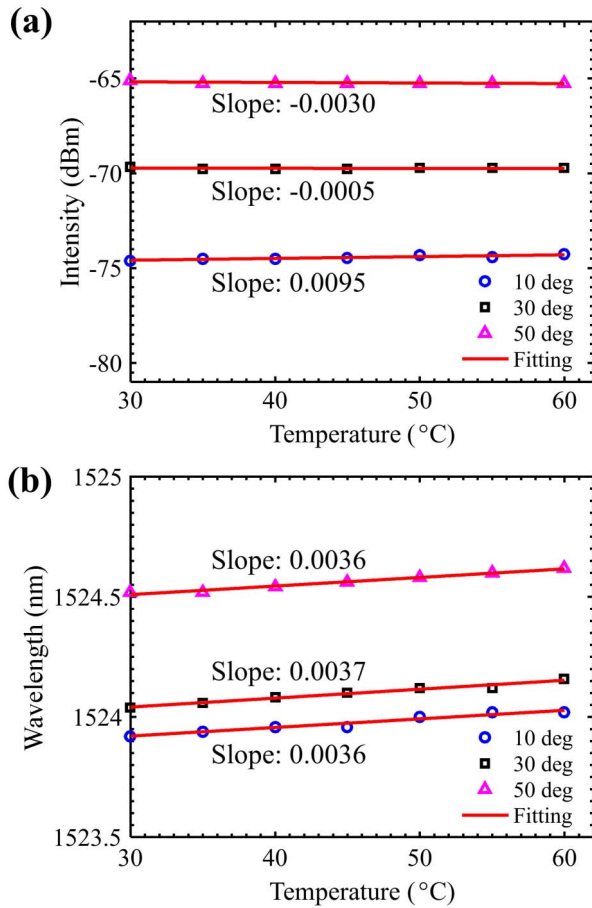 (a)
-65
Slope: -0.0030
-70
Slope: -0.0005
-75
Slope: 0.0095
-80
Intensity (dBm)
10 deg
30 deg
50 deg
Fitting
30 40 50 60
Temperature (°C)
(b)
1525
Slope: 0.0036
1524.5
Slope: 0.0037
1524
Slope: 0.0036
1523.5
Wavelength (nm)
10 deg
30 deg
50 deg
Fitting
30 40 50 60
Temperature (°C)